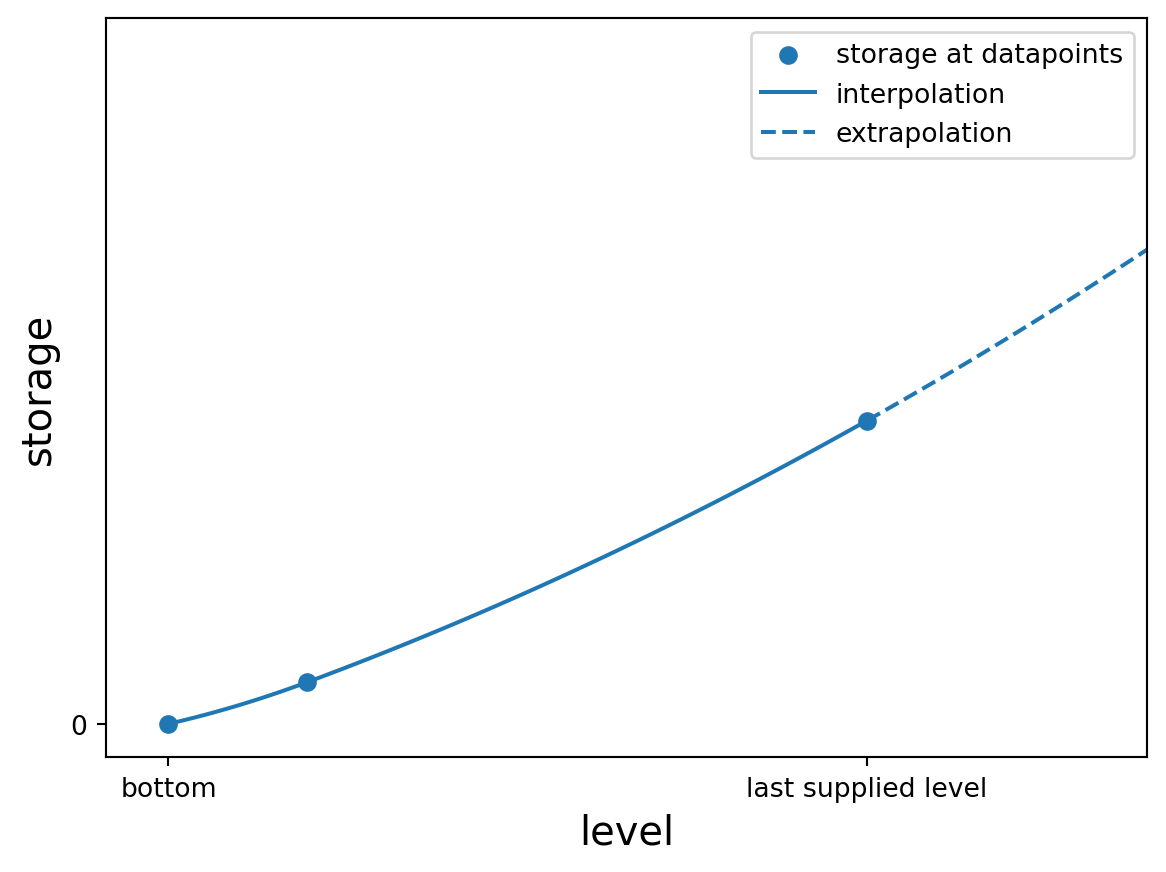 storage at datapoints
interpolation
extrapolation
storage
0
bottom
last supplied level
level